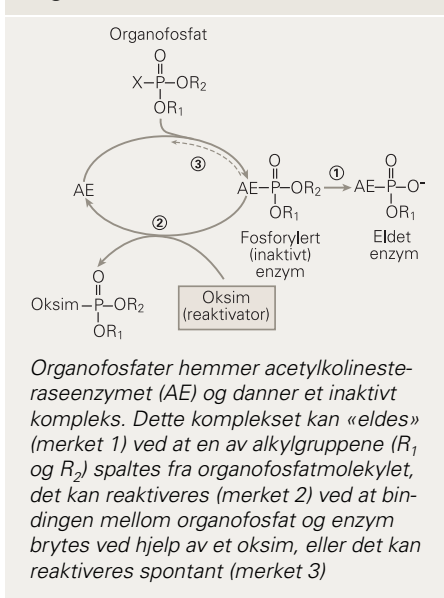 Organofosfat
O
X–P–OR₂
OR₁
③
O
①
O
AE
AE–P–OR₂
AE–P–O⁻
OR₁
OR₁
②
Fosforylert
(inaktivt)
enzym
Eldet
enzym
O
Oksim–P–OR₂
OR₁
Oksim
(reaktivator)
Organofosfater hemmer acetylkolineste-
raseenzymet (AE) og danner et inaktivt
kompleks. Dette komplekset kan «eldes»
(merket 1) ved at en av alkylgruppene (R₁
og R₂) spaltes fra organofosfatmolekylet,
det kan reaktiveres (merket 2) ved at bin-
dingen mellom organofosfat og enzym
brytes ved hjelp av et oksim, eller det kan
reaktiveres spontant (merket 3)